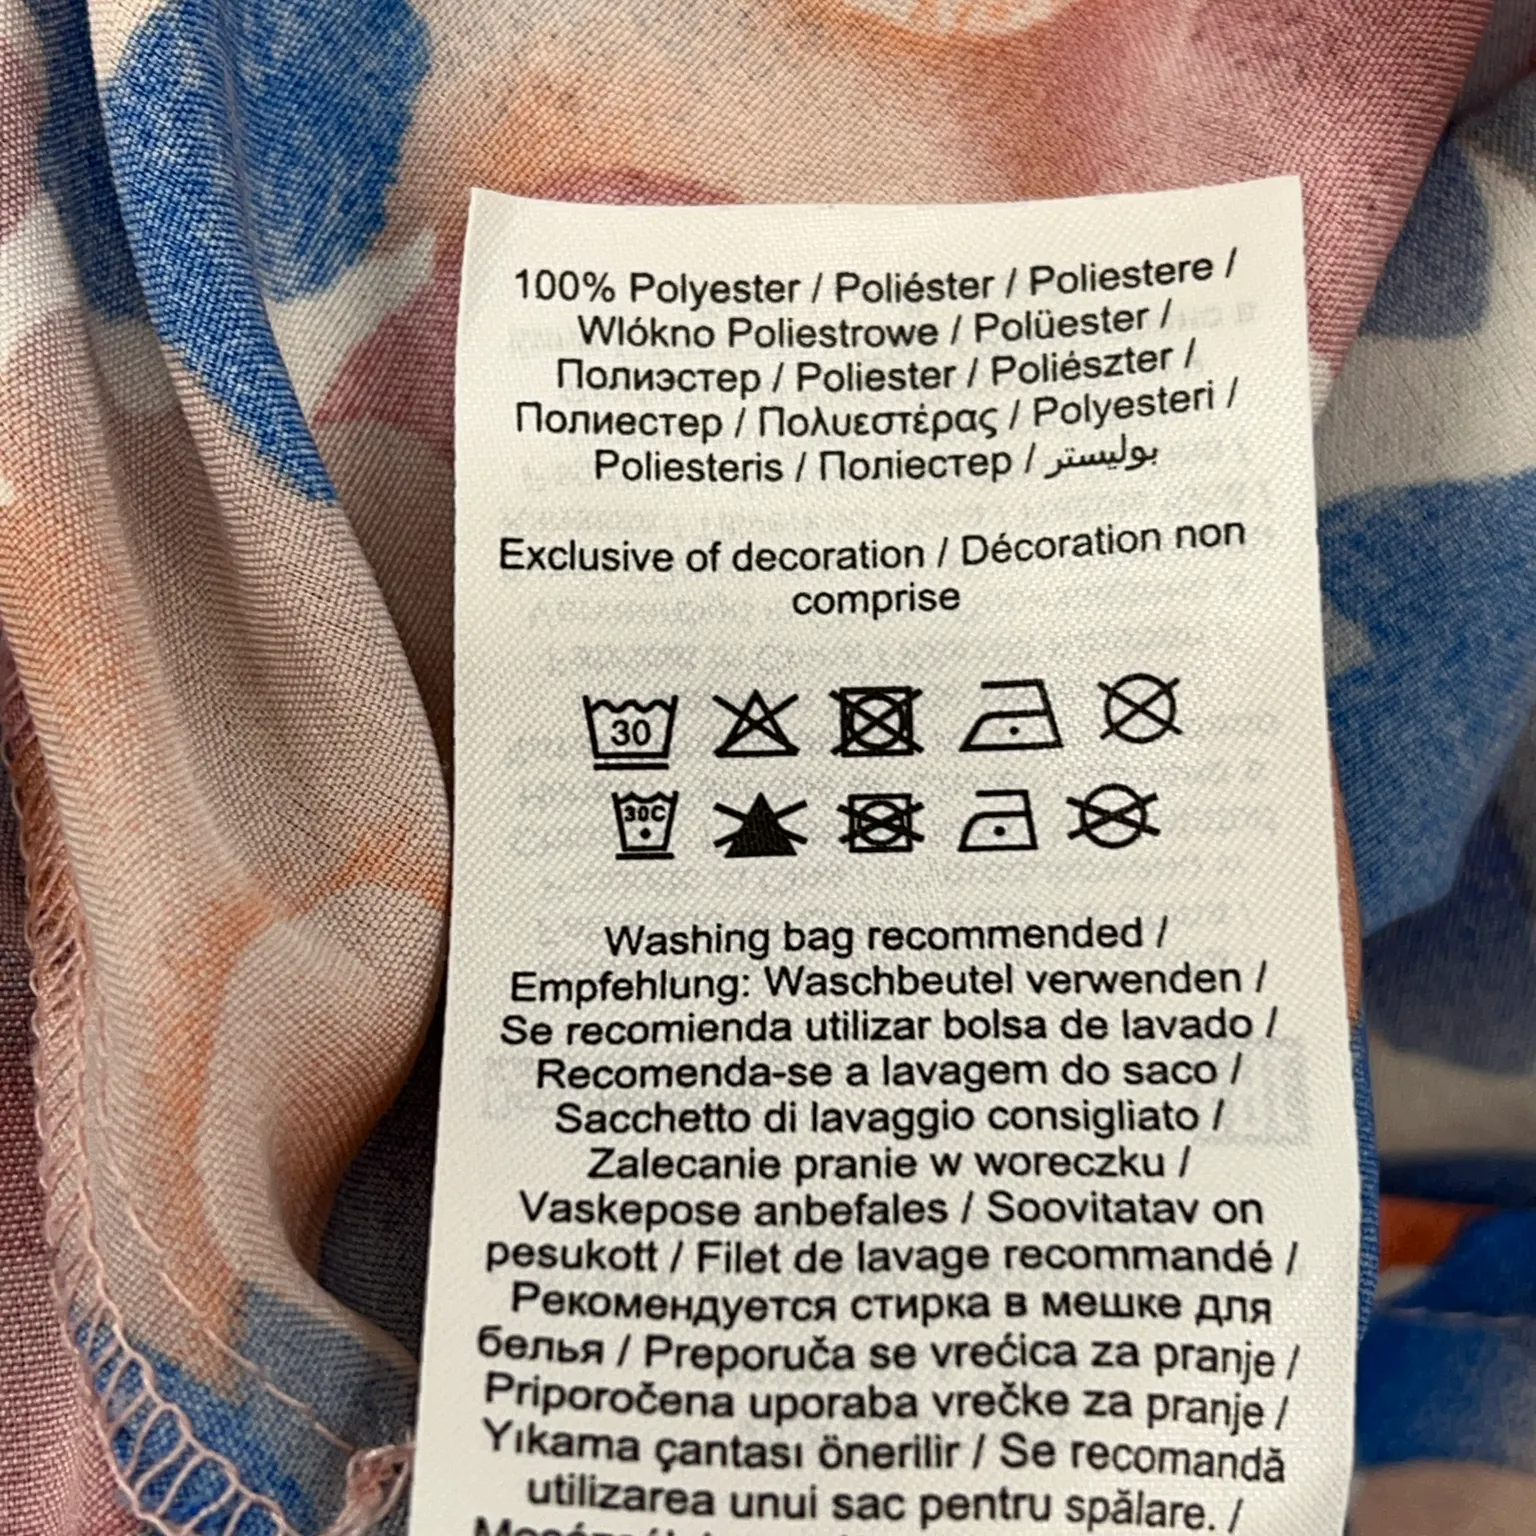 100% Polyester / Poliéster / Poliestere /
Wlókno Poliestrowe / Polüester /
Полиэстер / Poliester / Poliészter /
Полиестер / Πολυεστέρας / Polyesteri /
Poliesteris / Поліестер / بوليستر
Exclusive of decoration / Décoration non
comprise
30
30C
Washing bag recommended /
Empfehlung: Waschbeutel verwenden /
Se recomienda utilizar bolsa de lavado /
Recomenda-se a lavagem do saco /
Sacchetto di lavaggio consigliato /
Zalecanie pranie w woreczku /
Vaskepose anbefales / Soovitatav on
pesukott / Filet de lavage recommandé /
Рекомендуется стирка в мешке для
белья / Preporuča se vrećica za pranje /
Priporočena uporaba vrečke za pranje /
Yıkama çantası önerilir / Se recomandă
utilizarea unui sac pentru spălare. /